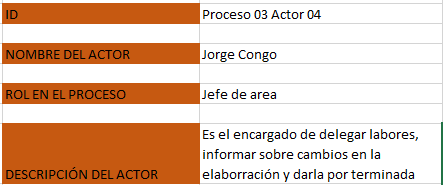 ID Proceso 03 Actor 04
NOMBRE DEL ACTOR Jorge Congo
ROL EN EL PROCESO Jefe de area
Es el encargado de delegar labores,
informar sobre cambios en la
DESCRIPCIÓN DEL ACTOR elaborración y darla por terminada